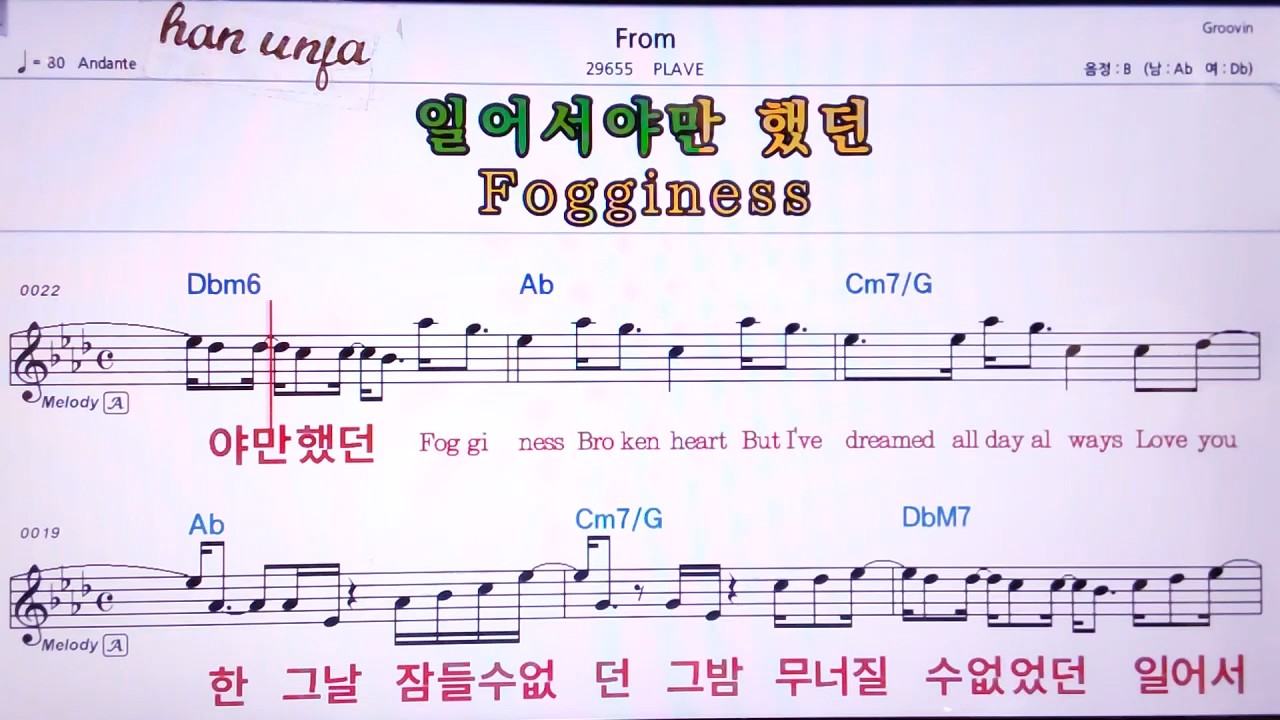 han unfa
From
Groovin
♩= 80 Andante
29655 PLAVE
음정 : B (남 : Ab 여 : Db)
일어서야만 했던
Fogginess
Dbm6 Ab Cm7/G
0022
Melody A
야만했던 Fog gi ness Bro ken heart But I've dreamed all day al ways Love you
Ab Cm7/G DbM7
0019
Melody A
한 그날 잠들수없 던 그밤 무너질 수없었던 일어서